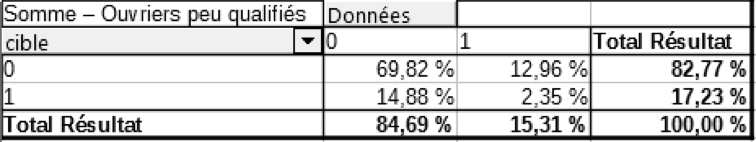 Somme – Ouvriers peu qualifiés Données
cible 0 1 Total Résultat
0 69,82 % 12,96 % 82,77 %
1 14,88 % 2,35 % 17,23 %
Total Résultat 84,69 % 15,31 % 100,00 %